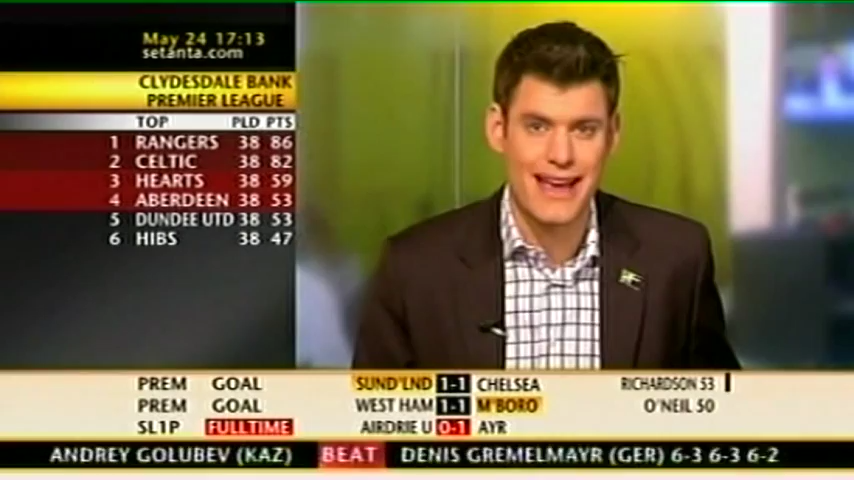 May 24 17:13
setanta.com
CLYDESDALE BANK
PREMIER LEAGUE
TOP PLD PTS
1 RANGERS 38 86
2 CELTIC 38 82
3 HEARTS 38 59
4 ABERDEEN 38 53
5 DUNDEE UTD 38 53
6 HIBS 38 47
PREM GOAL SUND'LND 1-1 CHELSEA RICHARDSON 53
PREM GOAL WEST HAM 1-1 M'BORO O'NEIL 50
SL1P FULLTIME AIRDRIE U 0-1 AYR
ANDREY GOLUBEV (KAZ) BEAT DENIS GREMELMAYR (GER) 6-3 6-3 6-2